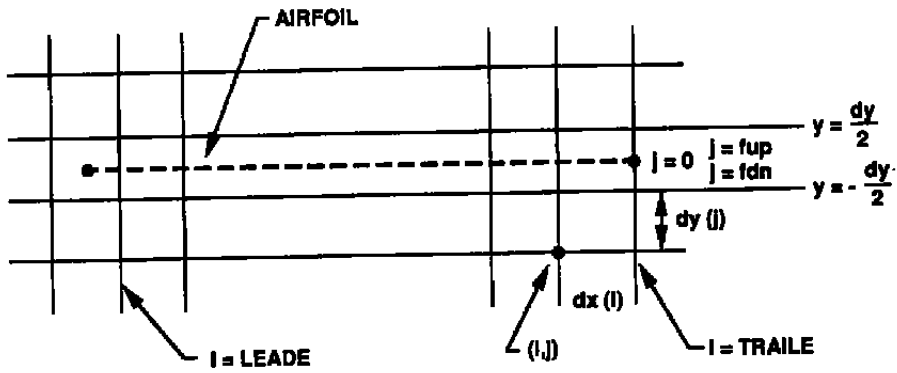 AIRFOIL
y = dy/2
j = 0
j = fup
j = fdn
y = - dy/2
dy (j)
dx (I)
(I,j)
I = LEADE
I = TRAILE